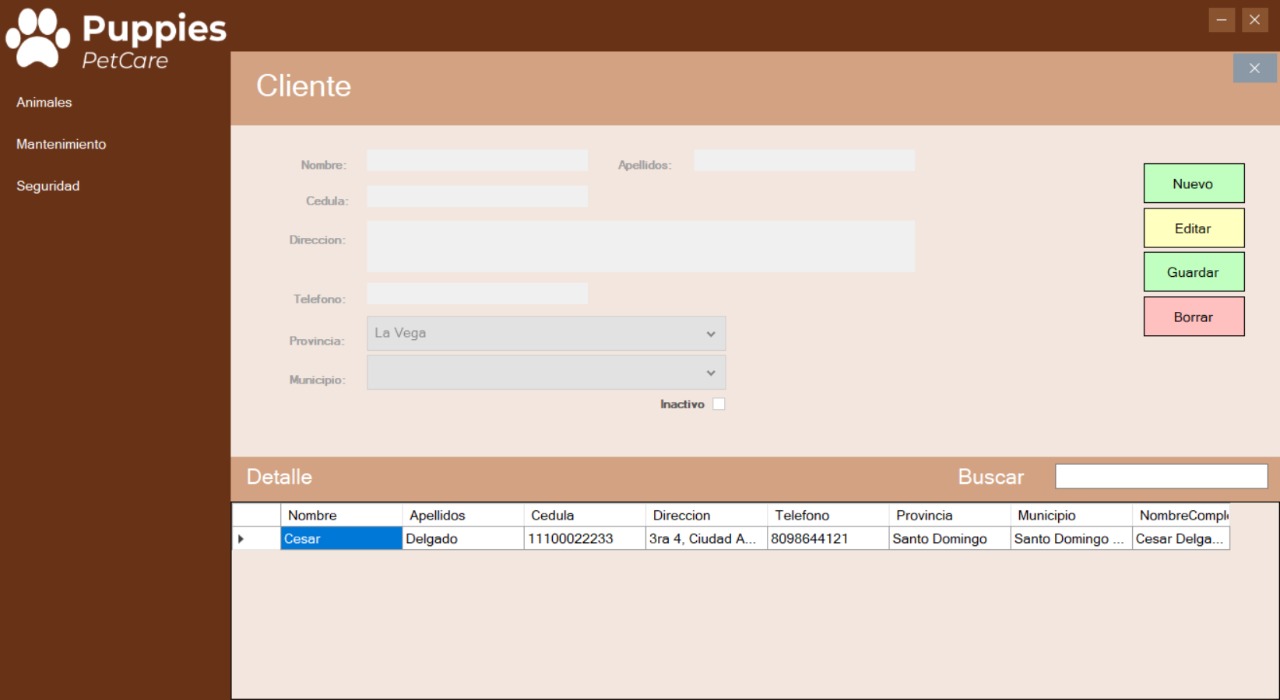 Puppies
PetCare
Animales
Mantenimiento
Seguridad
Cliente
Nombre: Apellidos:
Cedula:
Direccion:
Telefono:
Provincia: La Vega
Municipio:
Inactivo
Nuevo
Editar
Guardar
Borrar
Detalle Buscar
Nombre Apellidos Cedula Direccion Telefono Provincia Municipio NombreCompl
Cesar Delgado 11100022233 3ra 4, Ciudad A... 8098644121 Santo Domingo Santo Domingo ... Cesar Delga...